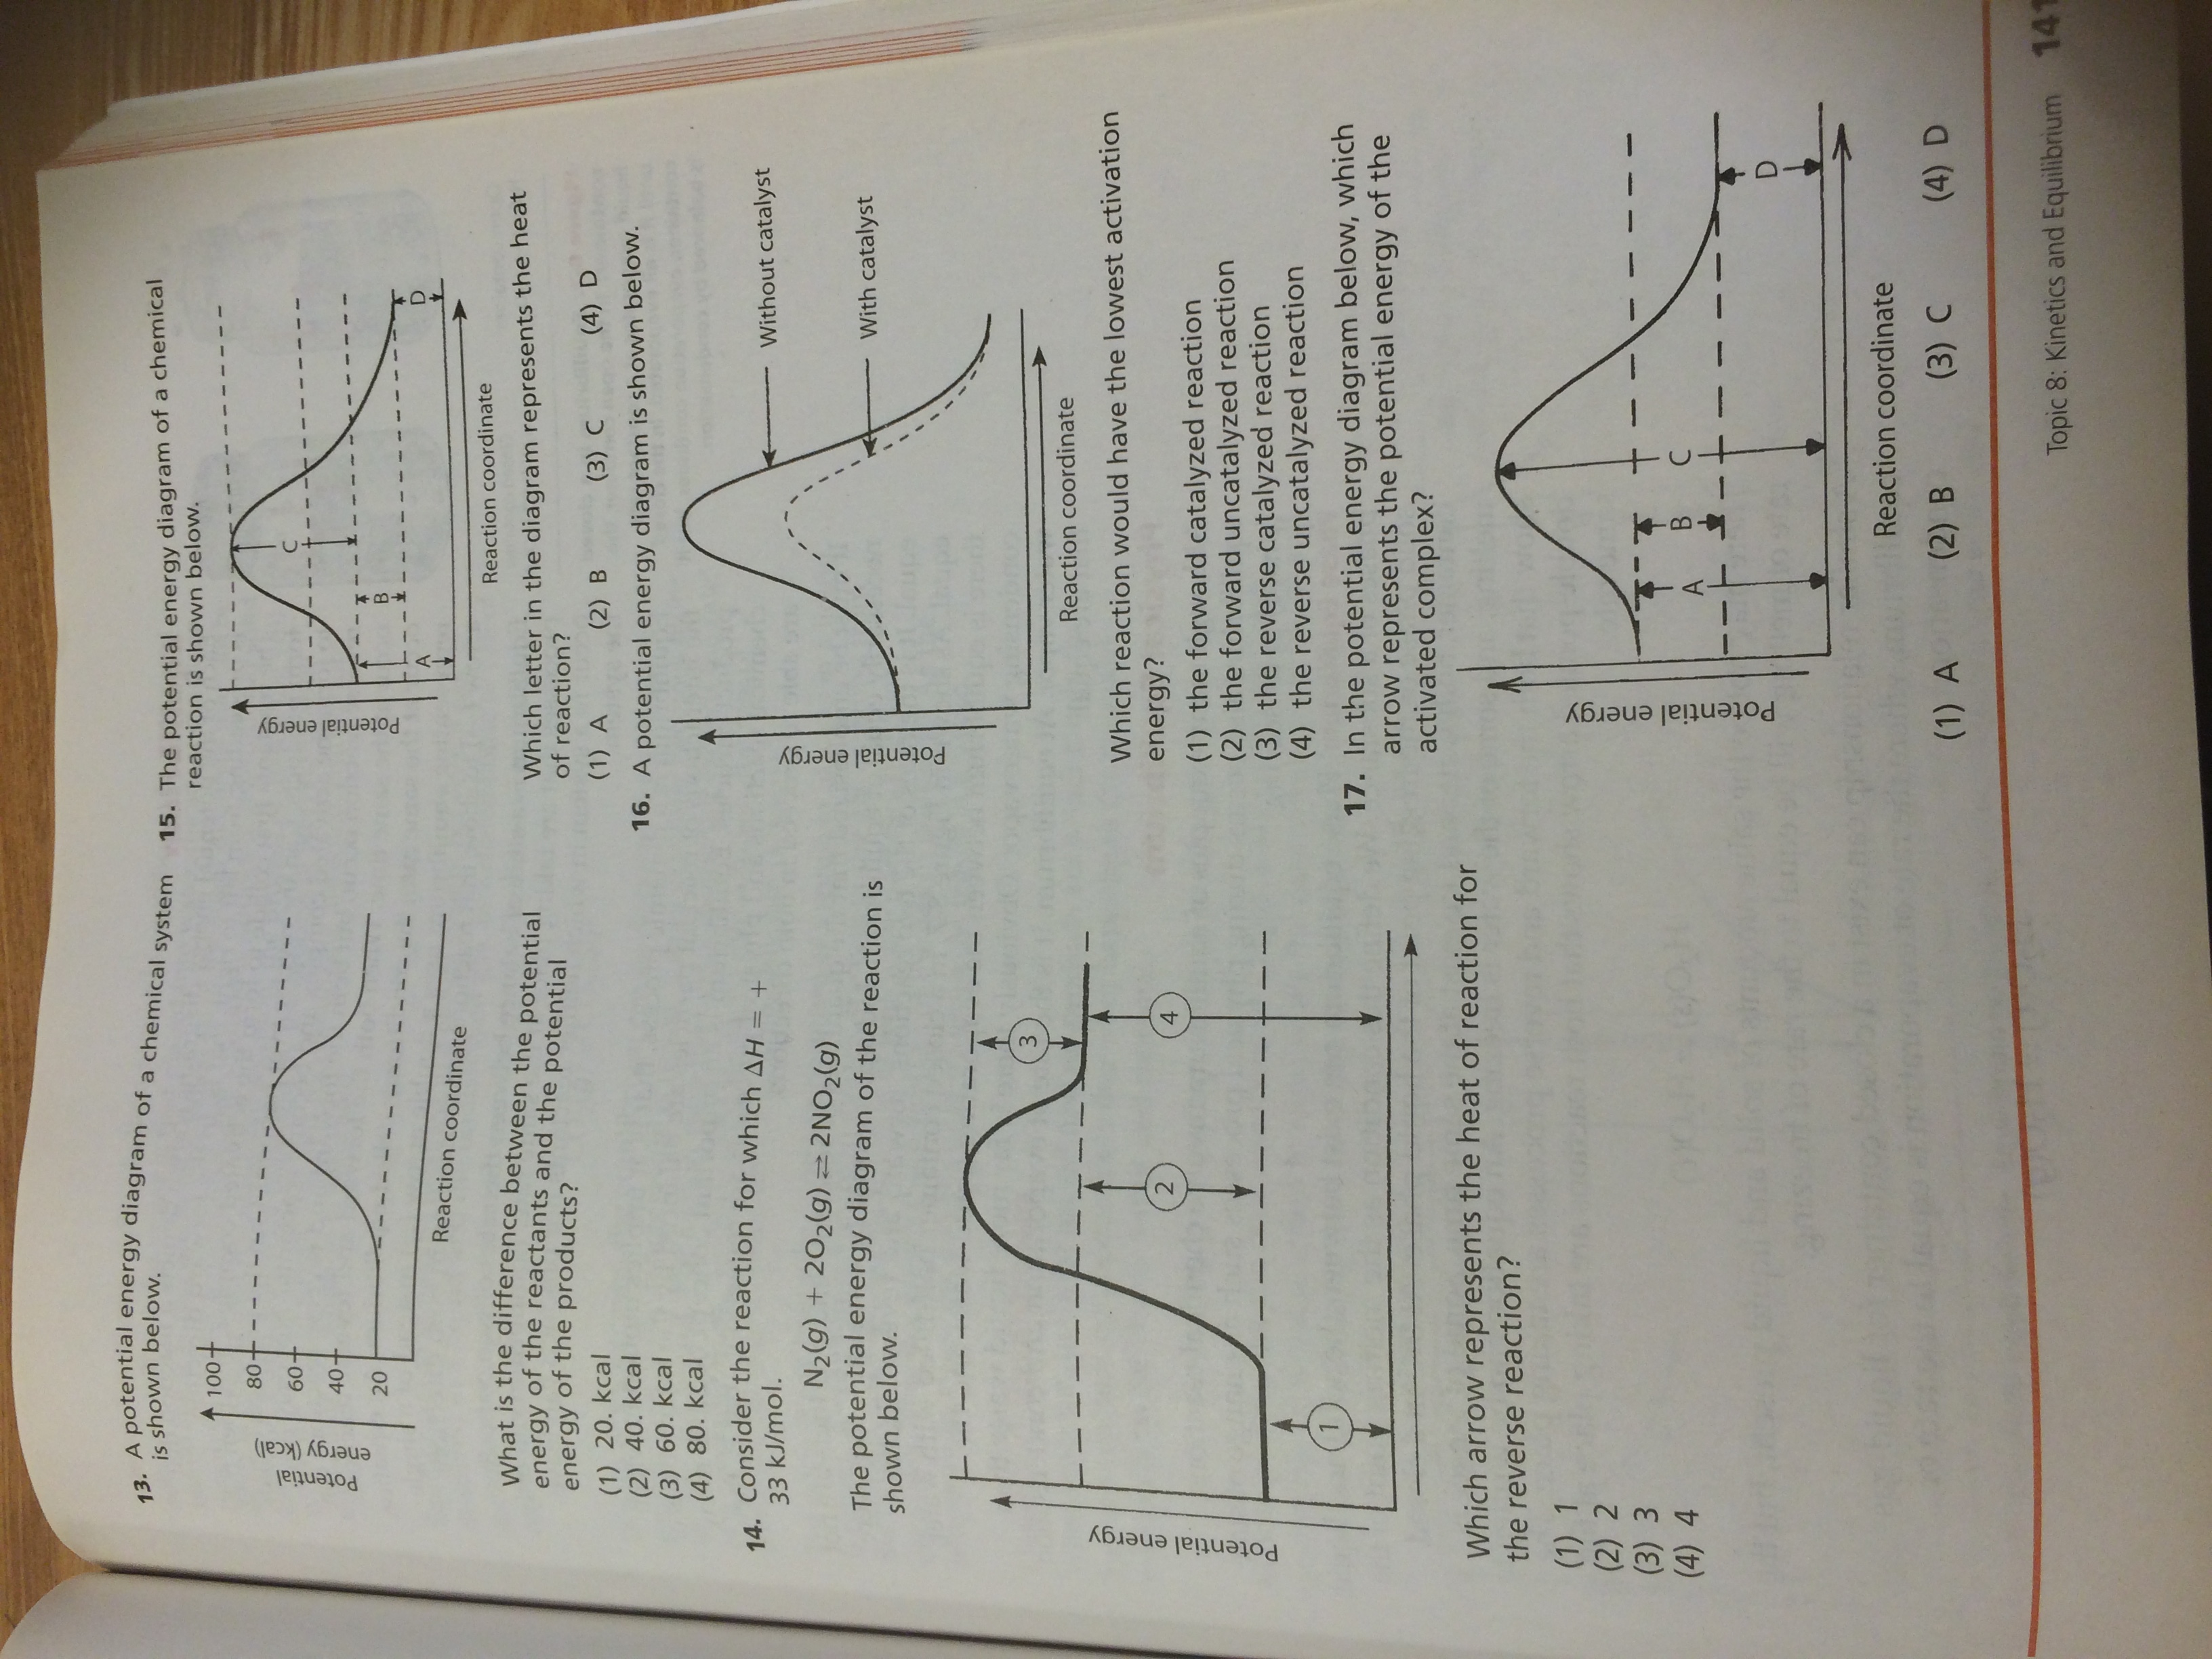 13. A potential energy diagram of a chemical system
is shown below.
Potential
energy (kcal)
100
80
60
40
20
Reaction coordinate
What is the difference between the potential
energy of the reactants and the potential
energy of the products?
(1) 20. kcal
(2) 40. kcal
(3) 60. kcal
(4) 80. kcal
14. Consider the reaction for which ΔH = +
33 kJ/mol.
N₂(g) + 2O₂(g) ⇌ 2NO₂(g)
The potential energy diagram of the reaction is
shown below.
Potential energy
3
2
4
1
Which arrow represents the heat of reaction for
the reverse reaction?
(1) 1
(2) 2
(3) 3
(4) 4
15. The potential energy diagram of a chemical
reaction is shown below.
Potential energy
C
B
A
D
Reaction coordinate
Which letter in the diagram represents the heat
of reaction?
(1) A (2) B (3) C (4) D
16. A potential energy diagram is shown below.
Potential energy
Without catalyst
With catalyst
Reaction coordinate
Which reaction would have the lowest activation
energy?
(1) the forward catalyzed reaction
(2) the forward uncatalyzed reaction
(3) the reverse catalyzed reaction
(4) the reverse uncatalyzed reaction
17. In the potential energy diagram below, which
arrow represents the potential energy of the
activated complex?
Potential energy
A
B
C
D
Reaction coordinate
(1) A (2) B (3) C (4) D
Topic 8: Kinetics and Equilibrium 141